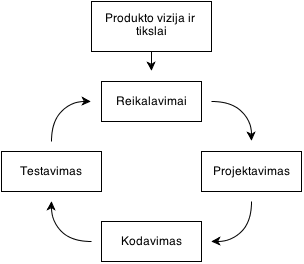 Produkto vizija ir
tikslai
Reikalavimai
Testavimas
Projektavimas
Kodavimas